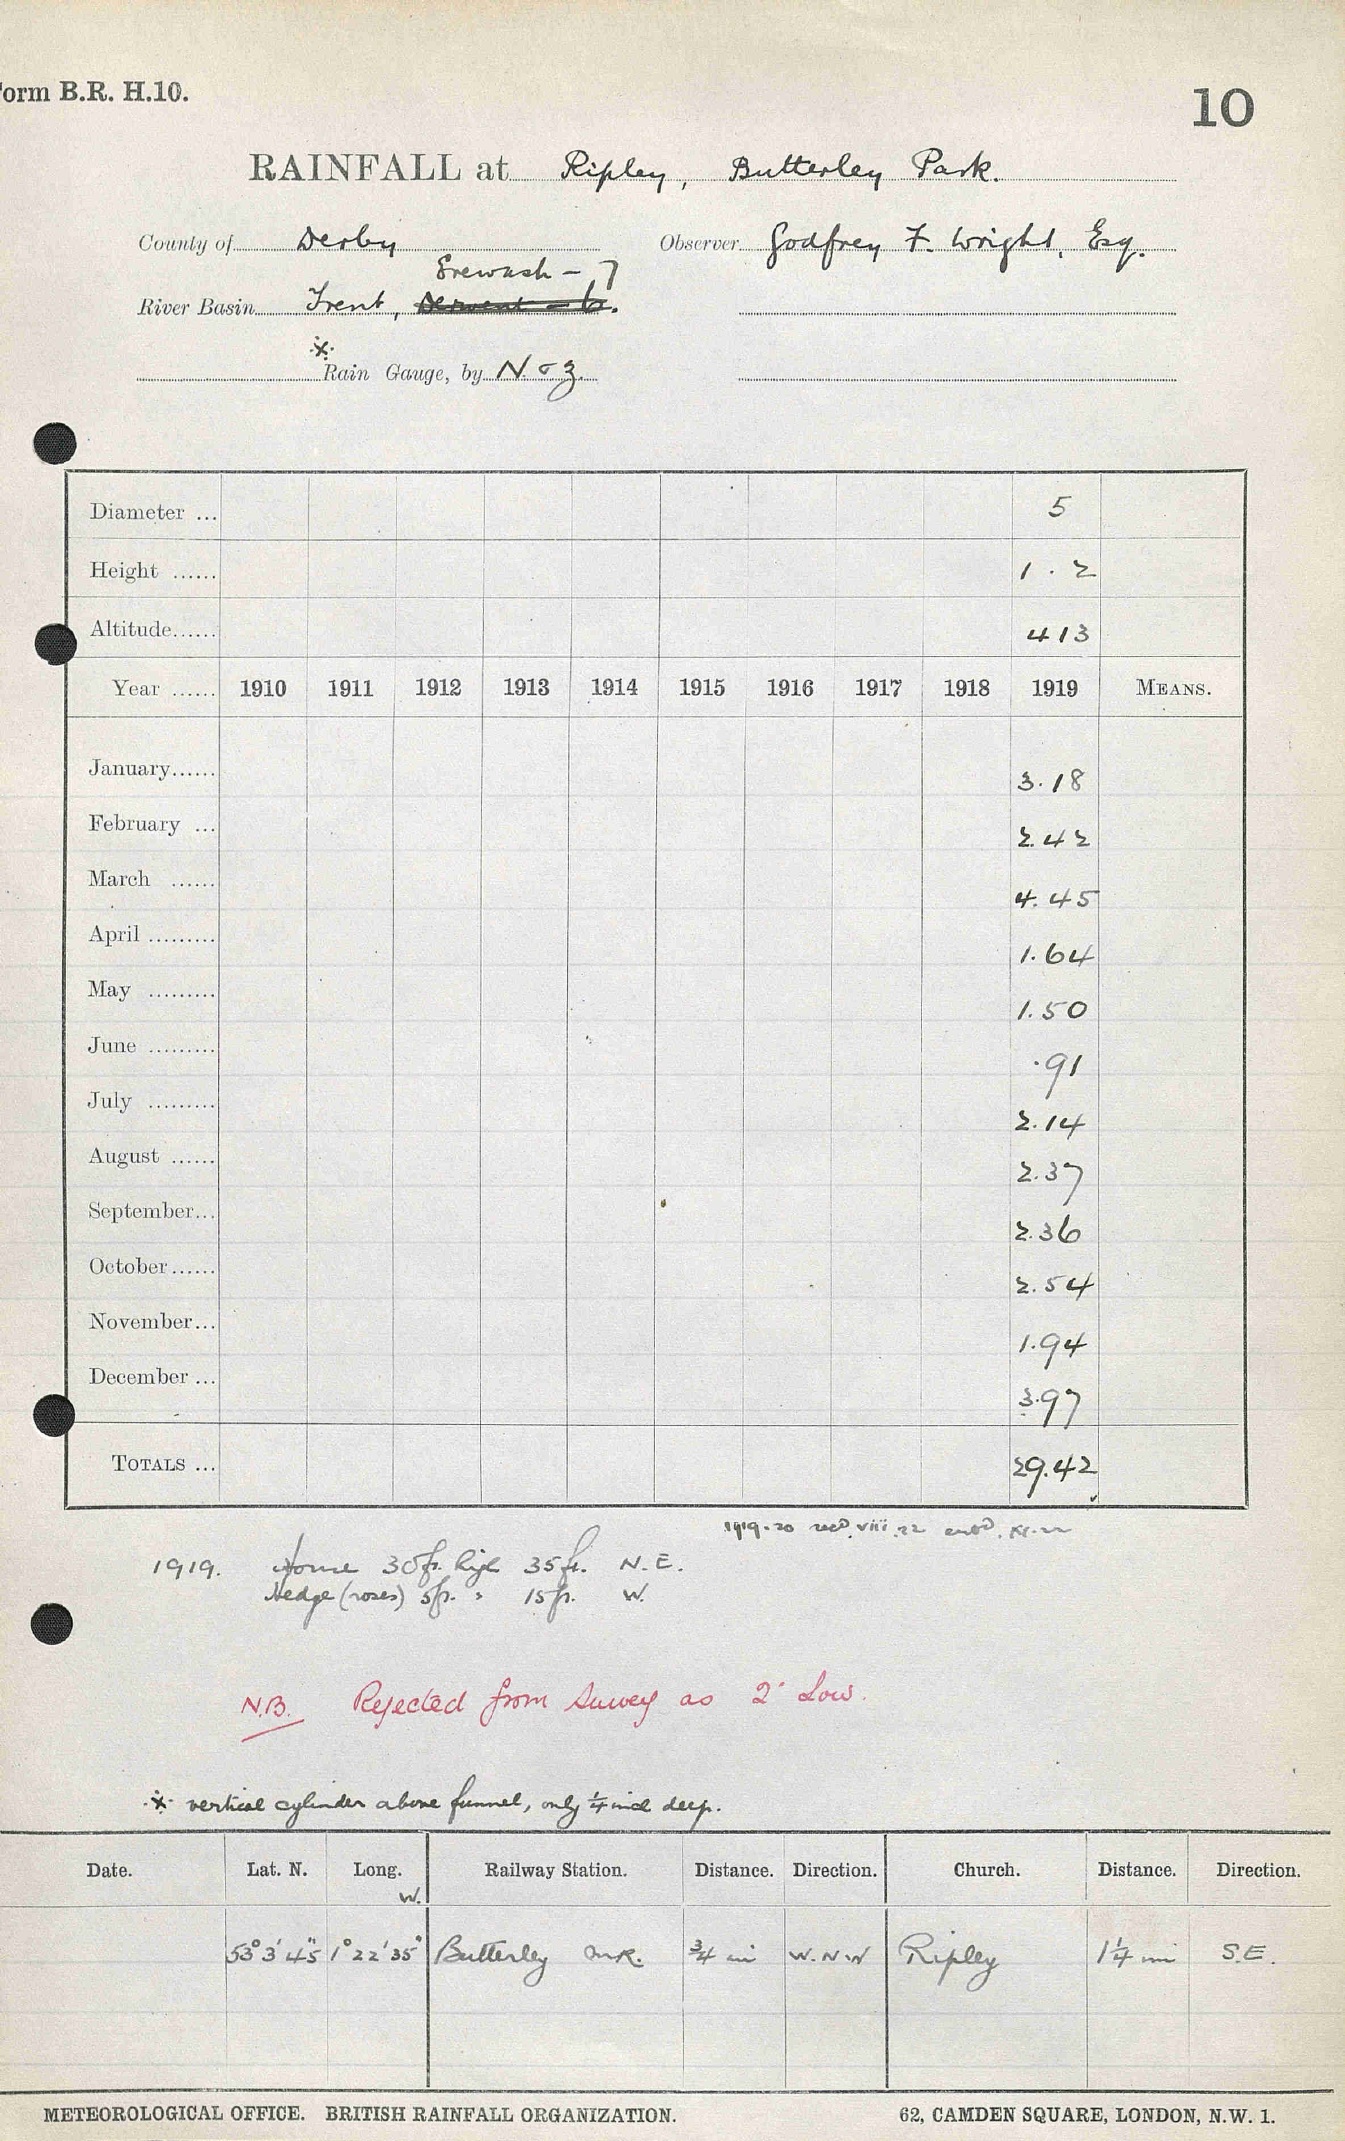 Form B.R. H.10.
10
RAINFALL at Ripley, Butterley Park.
County of Derby Observer Godfrey F. Wright, Esq.
Erewash - 7
River Basin Trent, Derwent - 6.
*
Rain Gauge, by N & Z.
Diameter ... 5
Height ...... 1 . 2
Altitude...... 413
Year ...... 1910 1911 1912 1913 1914 1915 1916 1917 1918 1919 MEANS.
January...... 3.18
February ... 2.42
March ...... 4.45
April ......... 1.64
May ......... 1.50
June ......... .91
July ......... 2.14
August ...... 2.37
September... 2.36
October...... 2.54
November... 1.94
December ... 3.97
TOTALS ... 29.42
1919-20 recd. viii.22 entd. xi.22
1919. House 30ft. high 35ft. N.E.
Hedge (roses) 5ft. " 15ft. W.
N.B. Rejected from Survey as 2" Low.
* vertical cylinder above funnel, only ¼ inch deep.
Date. Lat. N. Long. W. Railway Station. Distance. Direction. Church. Distance. Direction.
53° 3' 45" 1° 22' 35" Butterley M.R. ¾ mi W.N.W Ripley 1¼ mi S.E.
METEOROLOGICAL OFFICE. BRITISH RAINFALL ORGANIZATION. 62, CAMDEN SQUARE, LONDON, N.W. 1.